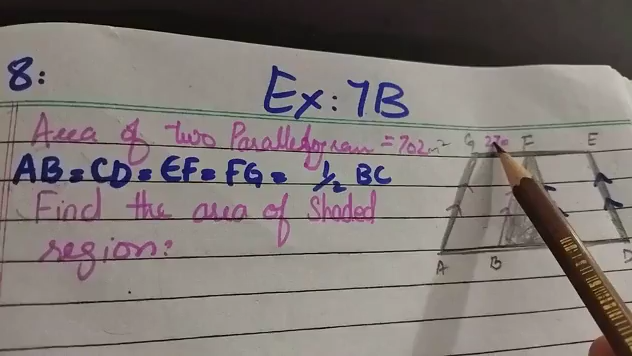 8:
Ex: 7B
Area of two Parallelogram = 702m²
AB = CD = EF = FG = 1/2 BC
Find the area of Shaded
region:
G 27m F E
A B D